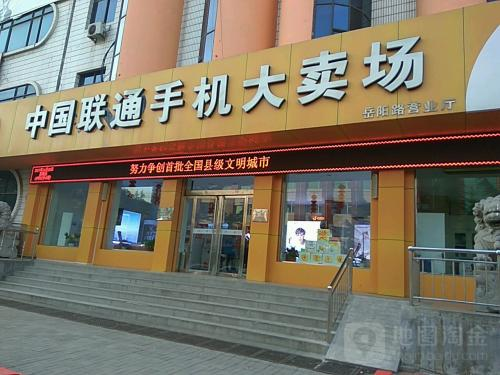 中国联通手机大卖场
岳阳路营业厅
努力争创首批全国县级文明城市
地图淘金